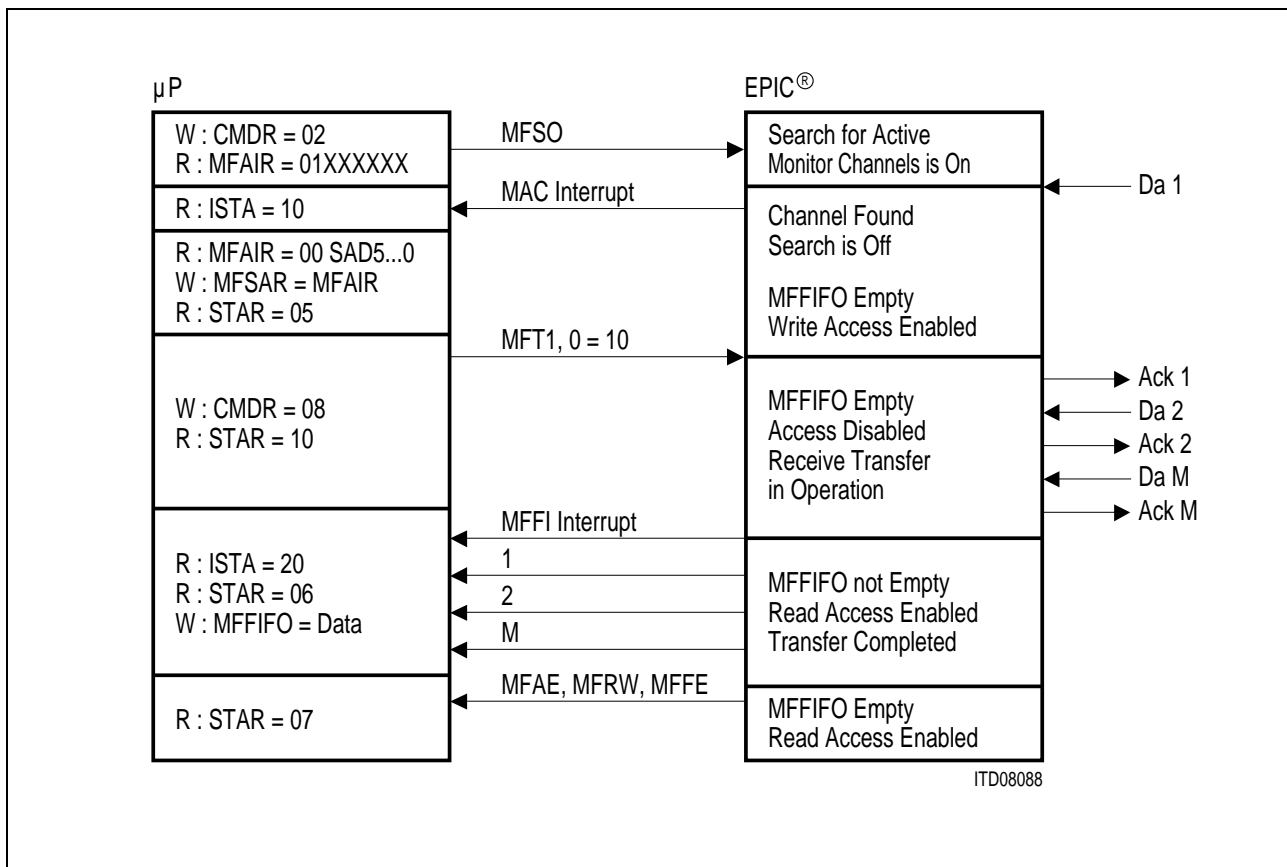 µP
EPIC®
W : CMDR = 02
R : MFAIR = 01XXXXXX
MFSO
Search for Active
Monitor Channels is On
Da 1
R : ISTA = 10
MAC Interrupt
Channel Found
Search is Off
R : MFAIR = 00 SAD5...0
W : MFSAR = MFAIR
R : STAR = 05
MFFIFO Empty
Write Access Enabled
MFT1, 0 = 10
W : CMDR = 08
R : STAR = 10
MFFIFO Empty
Access Disabled
Receive Transfer
in Operation
Ack 1
Da 2
Ack 2
Da M
Ack M
MFFI Interrupt
1
2
M
R : ISTA = 20
R : STAR = 06
W : MFFIFO = Data
MFFIFO not Empty
Read Access Enabled
Transfer Completed
MFAE, MFRW, MFFE
R : STAR = 07
MFFIFO Empty
Read Access Enabled
ITD08088